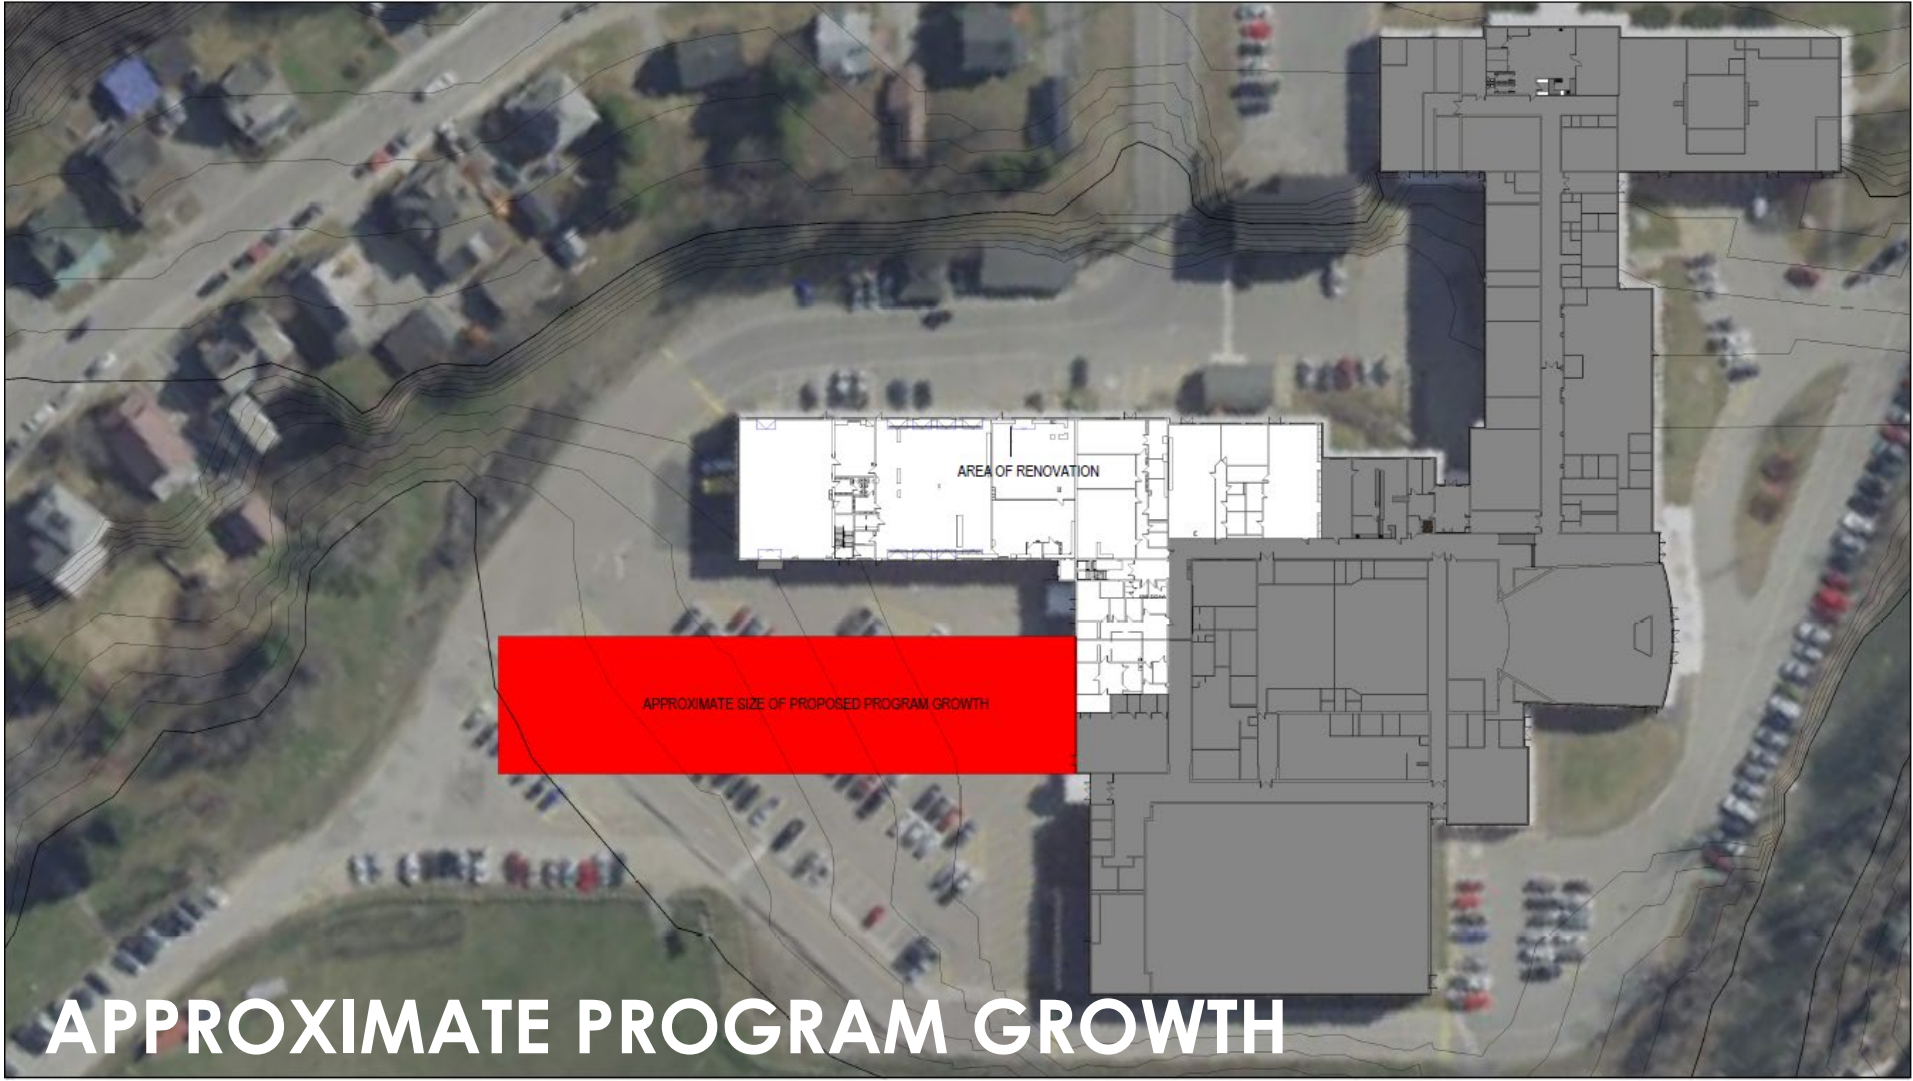 AREA OF RENOVATION
APPROXIMATE SIZE OF PROPOSED PROGRAM GROWTH
APPROXIMATE PROGRAM GROWTH